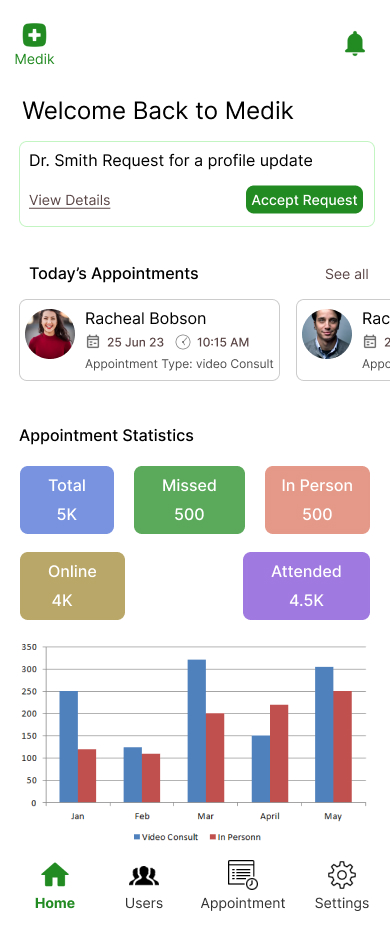 Medik
Welcome Back to Medik
Dr. Smith Request for a profile update
View Details
Accept Request
Today's Appointments
See all
Racheal Bobson
25 Jun 23
10:15 AM
Appointment Type: video Consult
Rac
2
Appo
Appointment Statistics
Total
5K
Missed
500
In Person
500
Online
4K
Attended
4.5K
350
300
250
200
150
100
50
0
Jan
Feb
Mar
April
May
Video Consult
In Personn
Home
Users
Appointment
Settings